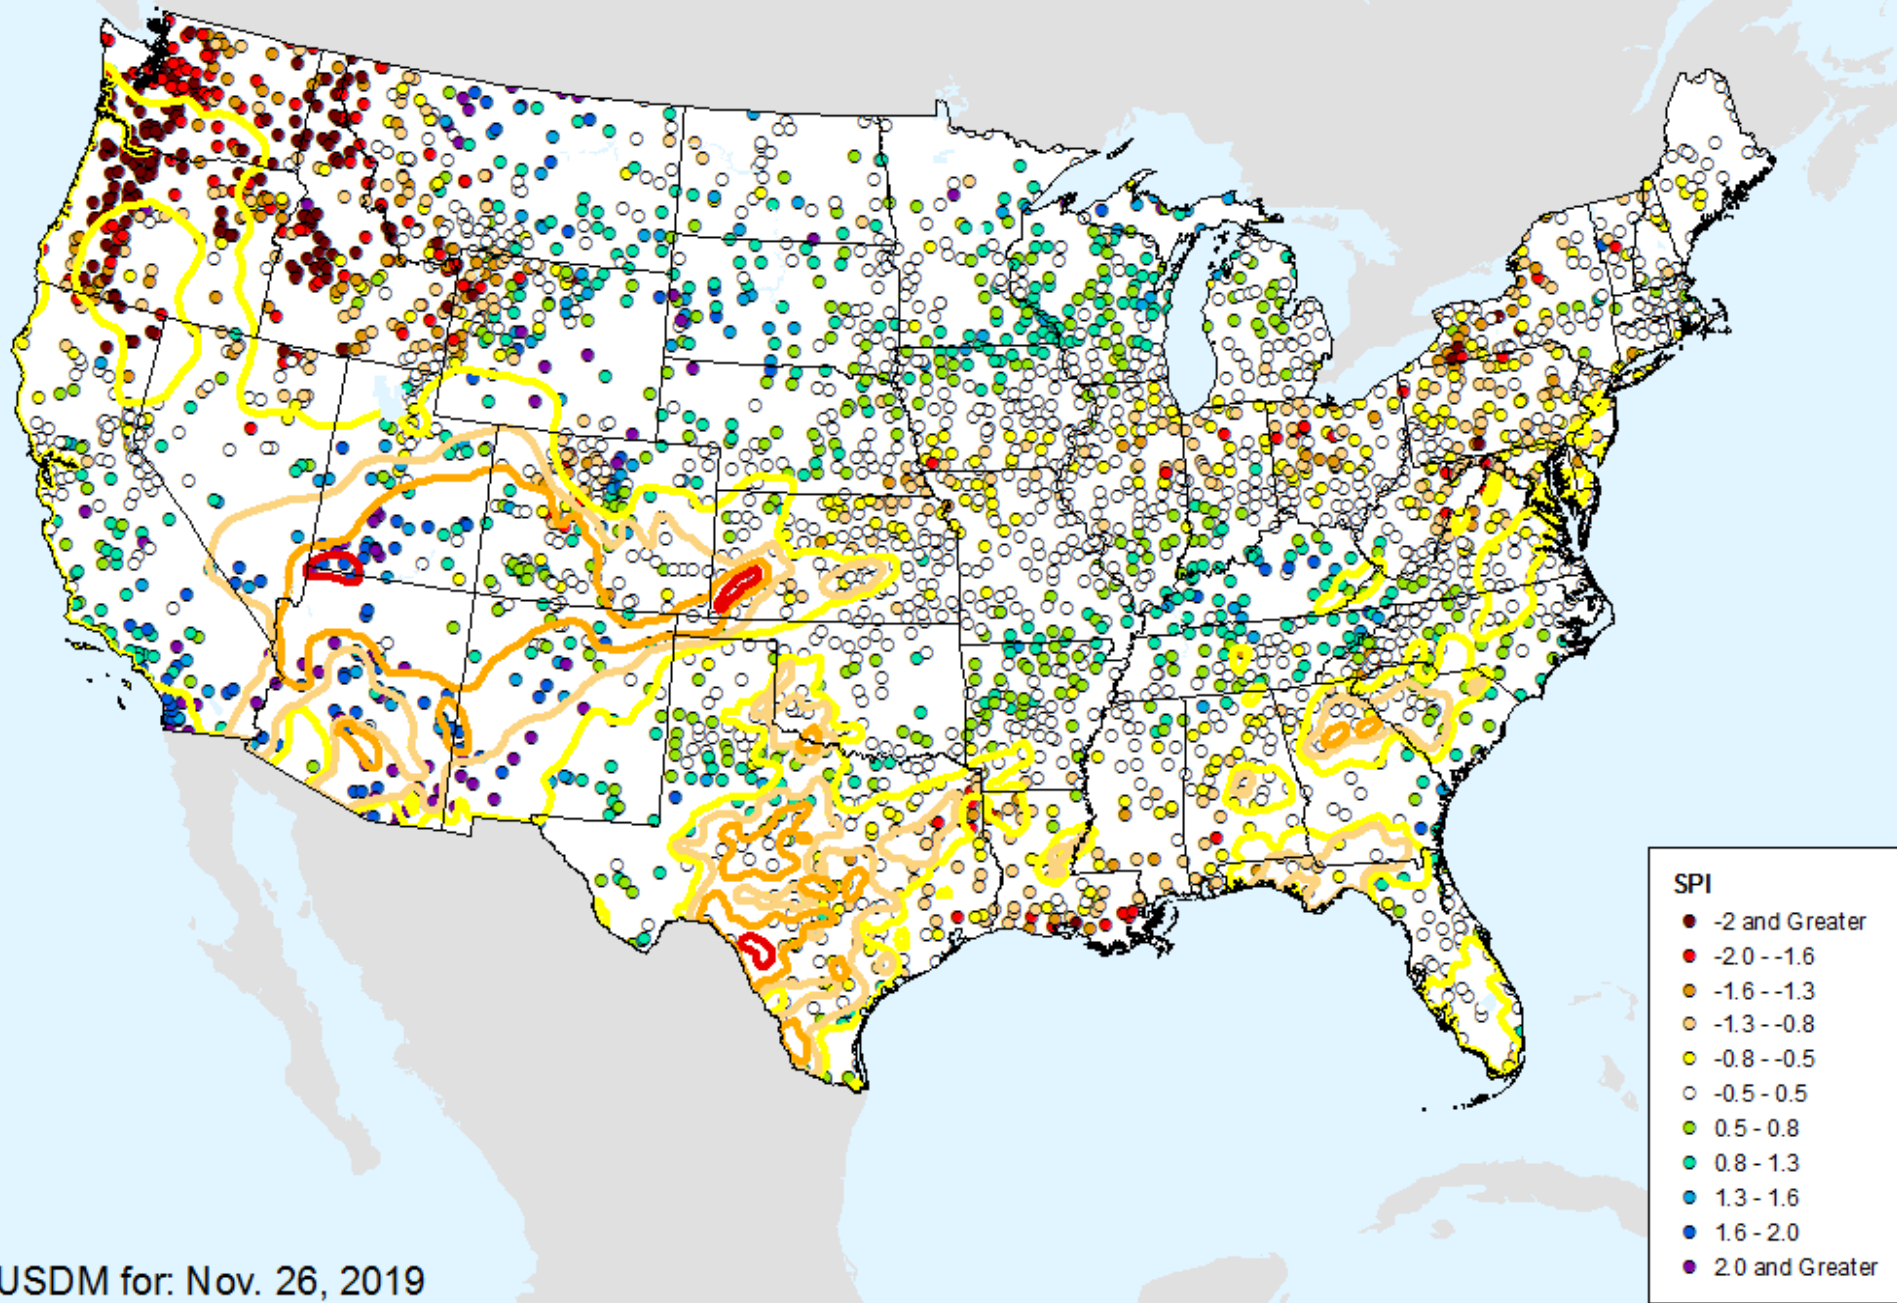 SPI
-2 and Greater
-2.0 - -1.6
-1.6 - -1.3
-1.3 - -0.8
-0.8 - -0.5
-0.5 - 0.5
0.5 - 0.8
0.8 - 1.3
1.3 - 1.6
1.6 - 2.0
2.0 and Greater
USDM for: Nov. 26, 2019